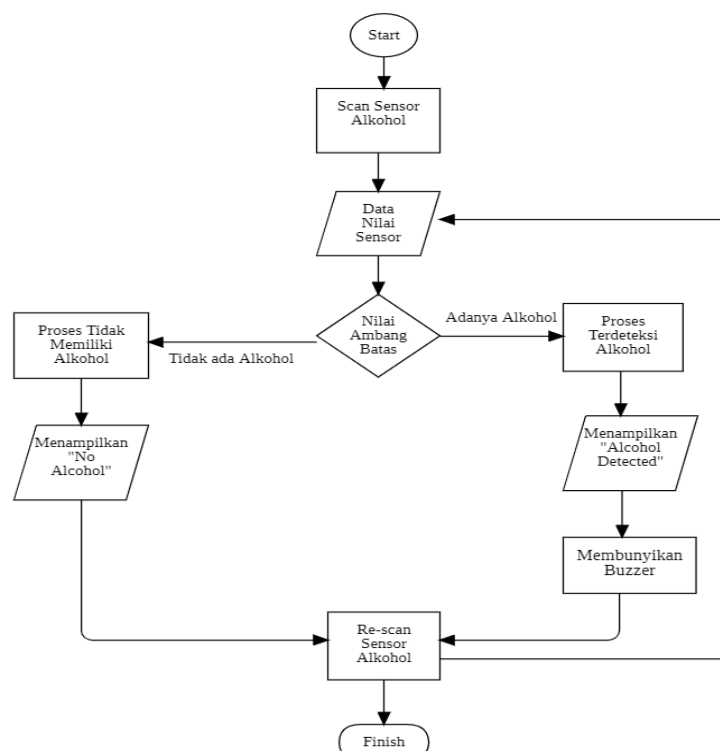 Start
Scan Sensor
Alkohol
Data
Nilai
Sensor
Nilai
Ambang
Batas
Adanya Alkohol
Tidak ada Alkohol
Proses Tidak
Memiliki
Alkohol
Proses
Terdeteksi
Alkohol
Menampilkan
"No
Alcohol"
Menampilkan
"Alcohol
Detected"
Membunyikan
Buzzer
Re-scan
Sensor
Alkohol
Finish